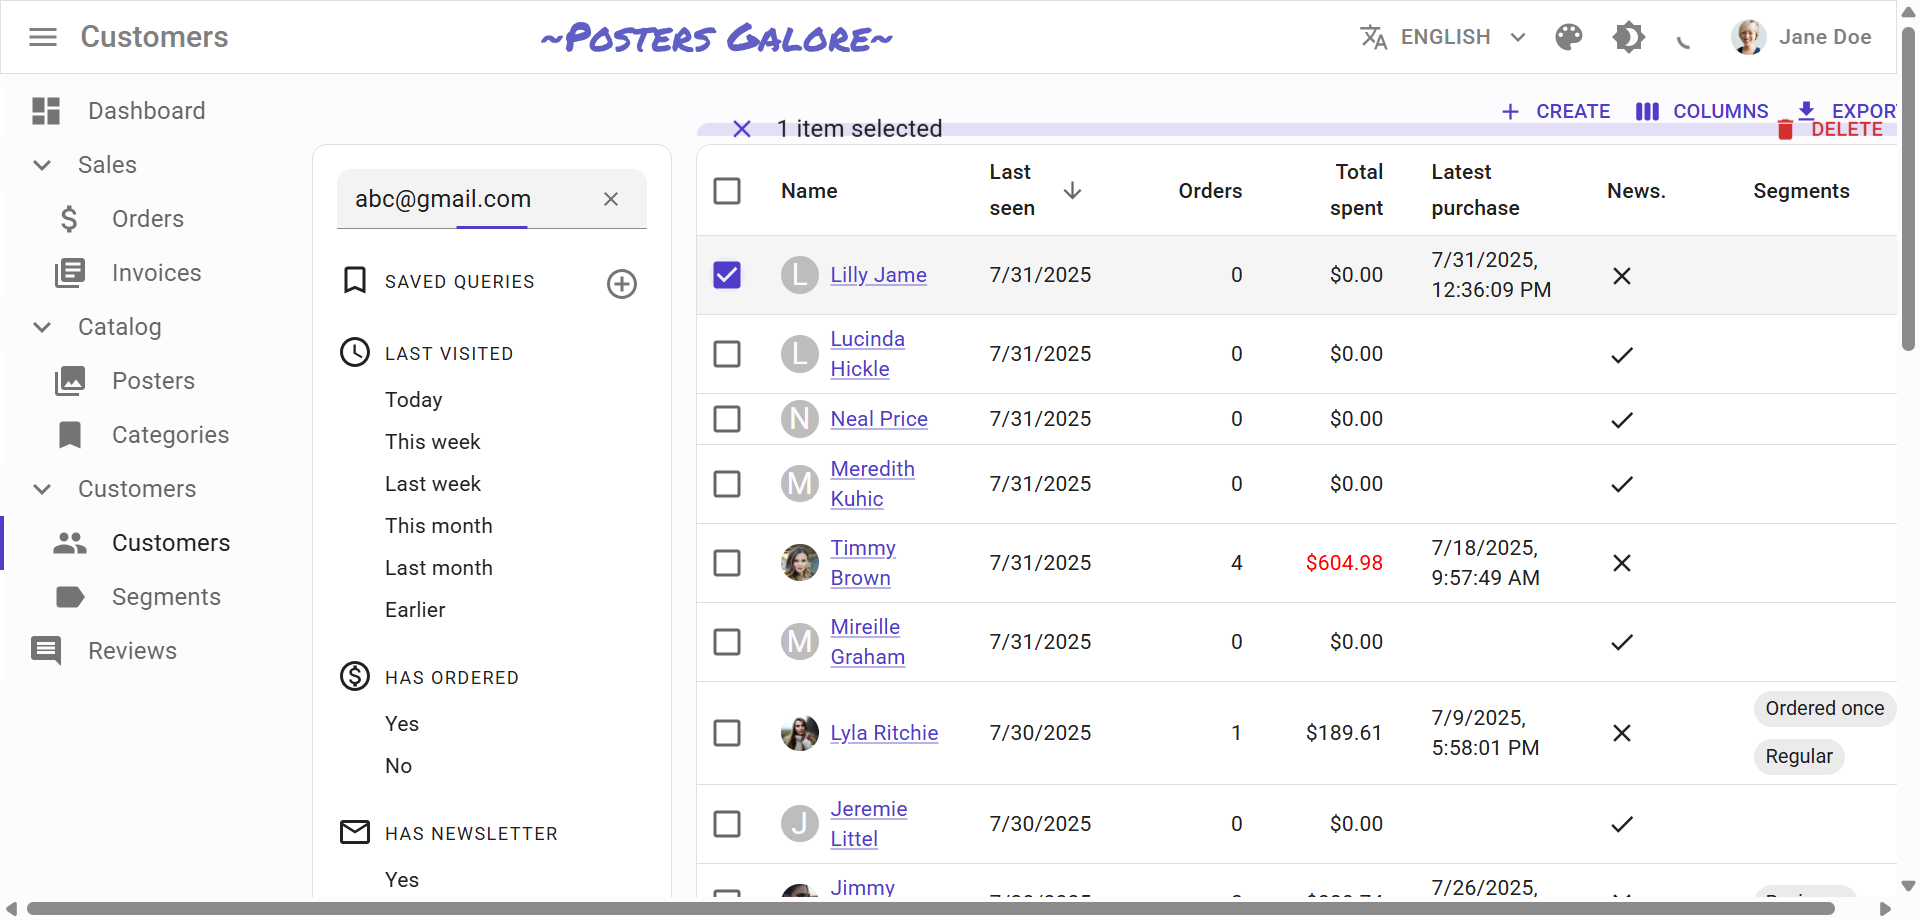 Customers
~Posters Galore~
ENGLISH
Jane Doe
Dashboard
Sales
Orders
Invoices
Catalog
Posters
Categories
Customers
Customers
Segments
Reviews
abc@gmail.com
SAVED QUERIES
LAST VISITED
Today
This week
Last week
This month
Last month
Earlier
HAS ORDERED
Yes
No
HAS NEWSLETTER
Yes
CREATE
COLUMNS
EXPOR
1 item selected
DELETE
Name
Last seen
Orders
Total spent
Latest purchase
News.
Segments
L Lilly Jame 7/31/2025 0 $0.00 7/31/2025, 12:36:09 PM
L Lucinda Hickle 7/31/2025 0 $0.00
N Neal Price 7/31/2025 0 $0.00
M Meredith Kuhic 7/31/2025 0 $0.00
Timmy Brown 7/31/2025 4 $604.98 7/18/2025, 9:57:49 AM
M Mireille Graham 7/31/2025 0 $0.00
Lyla Ritchie 7/30/2025 1 $189.61 7/9/2025, 5:58:01 PM Ordered once Regular
J Jeremie Littel 7/30/2025 0 $0.00
Jimmy 7/26/2025,